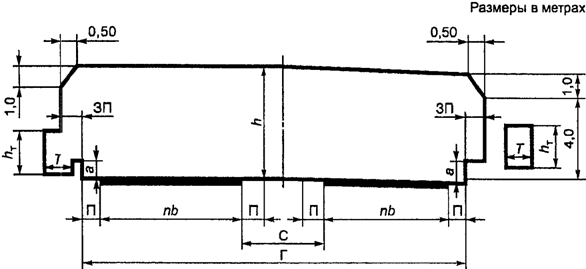 Размеры в метрах
0,50
0,50
1,0
1,0
ЗП
ЗП
h
4,0
hт
T
a
a
T
hт
П
nb
П
П
nb
П
С
Г